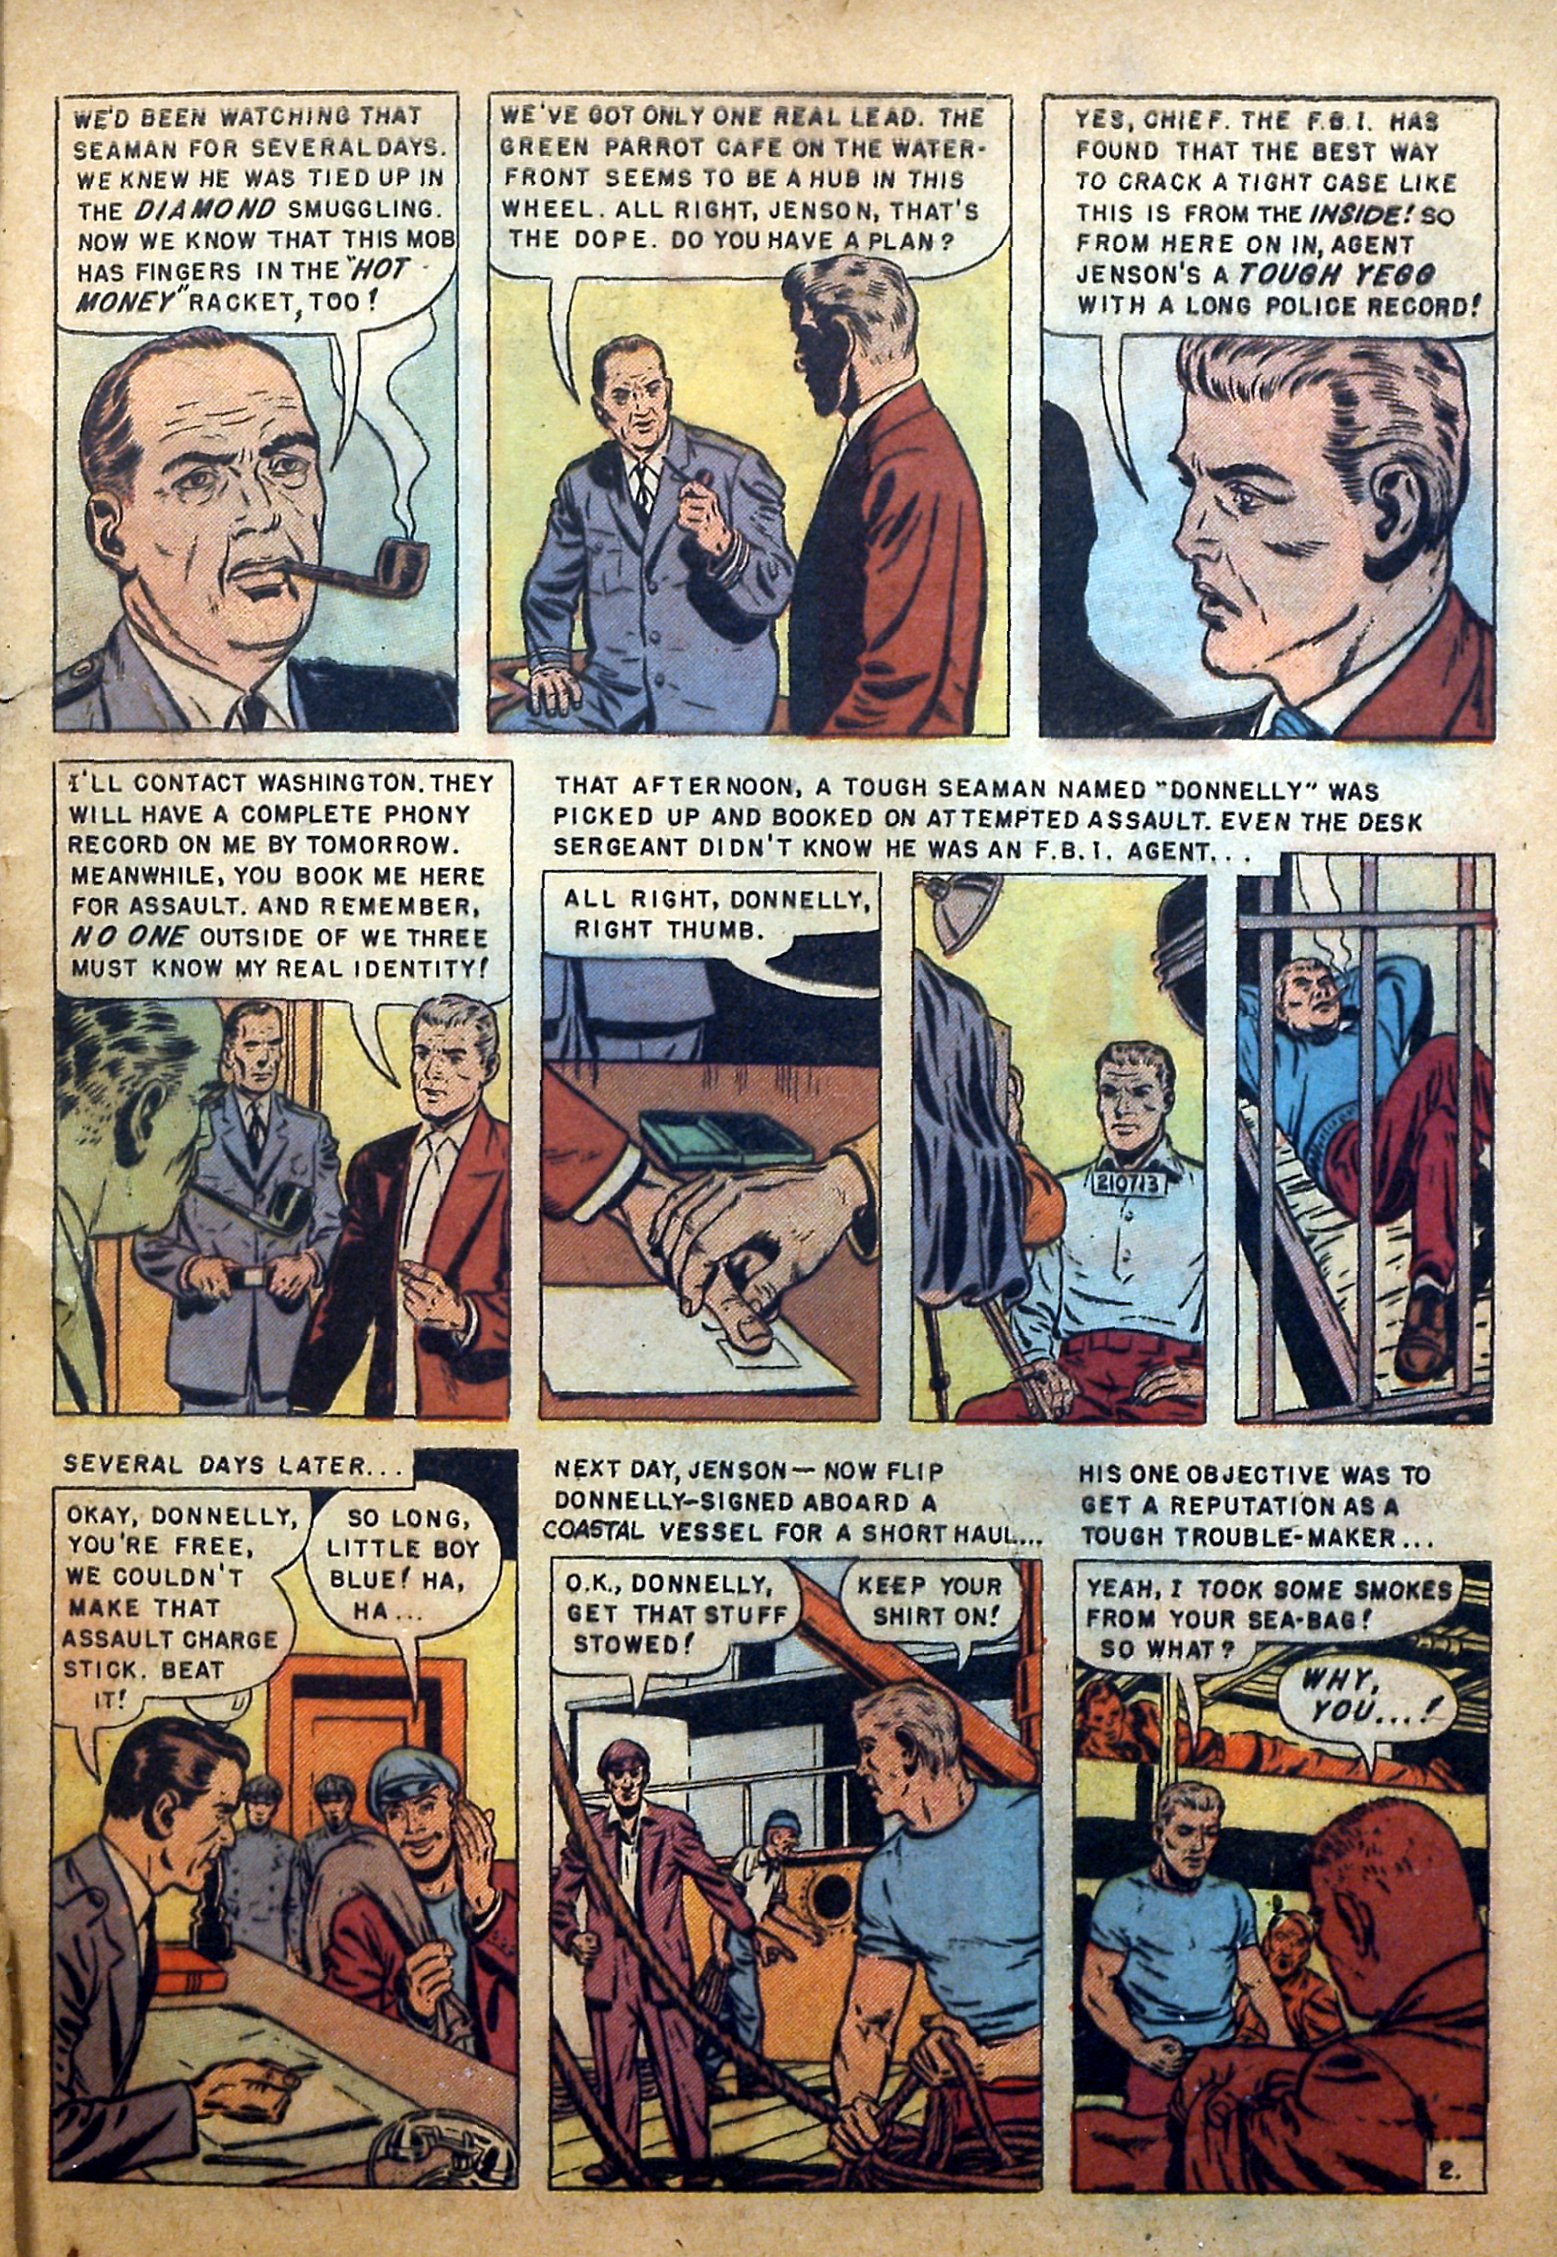 WE'D BEEN WATCHING THAT
SEAMAN FOR SEVERAL DAYS.
WE KNEW HE WAS TIED UP IN
THE DIAMOND SMUGGLING.
NOW WE KNOW THAT THIS MOB
HAS FINGERS IN THE "HOT
MONEY" RACKET, TOO!
WE'VE GOT ONLY ONE REAL LEAD. THE
GREEN PARROT CAFE ON THE WATER-
FRONT SEEMS TO BE A HUB IN THIS
WHEEL. ALL RIGHT, JENSON, THAT'S
THE DOPE. DO YOU HAVE A PLAN?
YES, CHIEF. THE F.B.I. HAS
FOUND THAT THE BEST WAY
TO CRACK A TIGHT CASE LIKE
THIS IS FROM THE INSIDE! SO
FROM HERE ON IN, AGENT
JENSON'S A TOUGH YEGG
WITH A LONG POLICE RECORD!
I'LL CONTACT WASHINGTON. THEY
WILL HAVE A COMPLETE PHONY
RECORD ON ME BY TOMORROW.
MEANWHILE, YOU BOOK ME HERE
FOR ASSAULT. AND REMEMBER,
NO ONE OUTSIDE OF WE THREE
MUST KNOW MY REAL IDENTITY!
THAT AFTERNOON, A TOUGH SEAMAN NAMED "DONNELLY" WAS
PICKED UP AND BOOKED ON ATTEMPTED ASSAULT. EVEN THE DESK
SERGEANT DIDN'T KNOW HE WAS AN F.B.I. AGENT...
ALL RIGHT, DONNELLY,
RIGHT THUMB.
210713
SEVERAL DAYS LATER...
OKAY, DONNELLY,
YOU'RE FREE,
WE COULDN'T
MAKE THAT
ASSAULT CHARGE
STICK. BEAT
IT!
SO LONG,
LITTLE BOY
BLUE! HA,
HA...
NEXT DAY, JENSON— NOW FLIP
DONNELLY—SIGNED ABOARD A
COASTAL VESSEL FOR A SHORT HAUL...
O.K., DONNELLY,
GET THAT STUFF
STOWED!
KEEP YOUR
SHIRT ON!
HIS ONE OBJECTIVE WAS TO
GET A REPUTATION AS A
TOUGH TROUBLE-MAKER...
YEAH, I TOOK SOME SMOKES
FROM YOUR SEA-BAG!
SO WHAT?
WHY,
YOU...!
2.